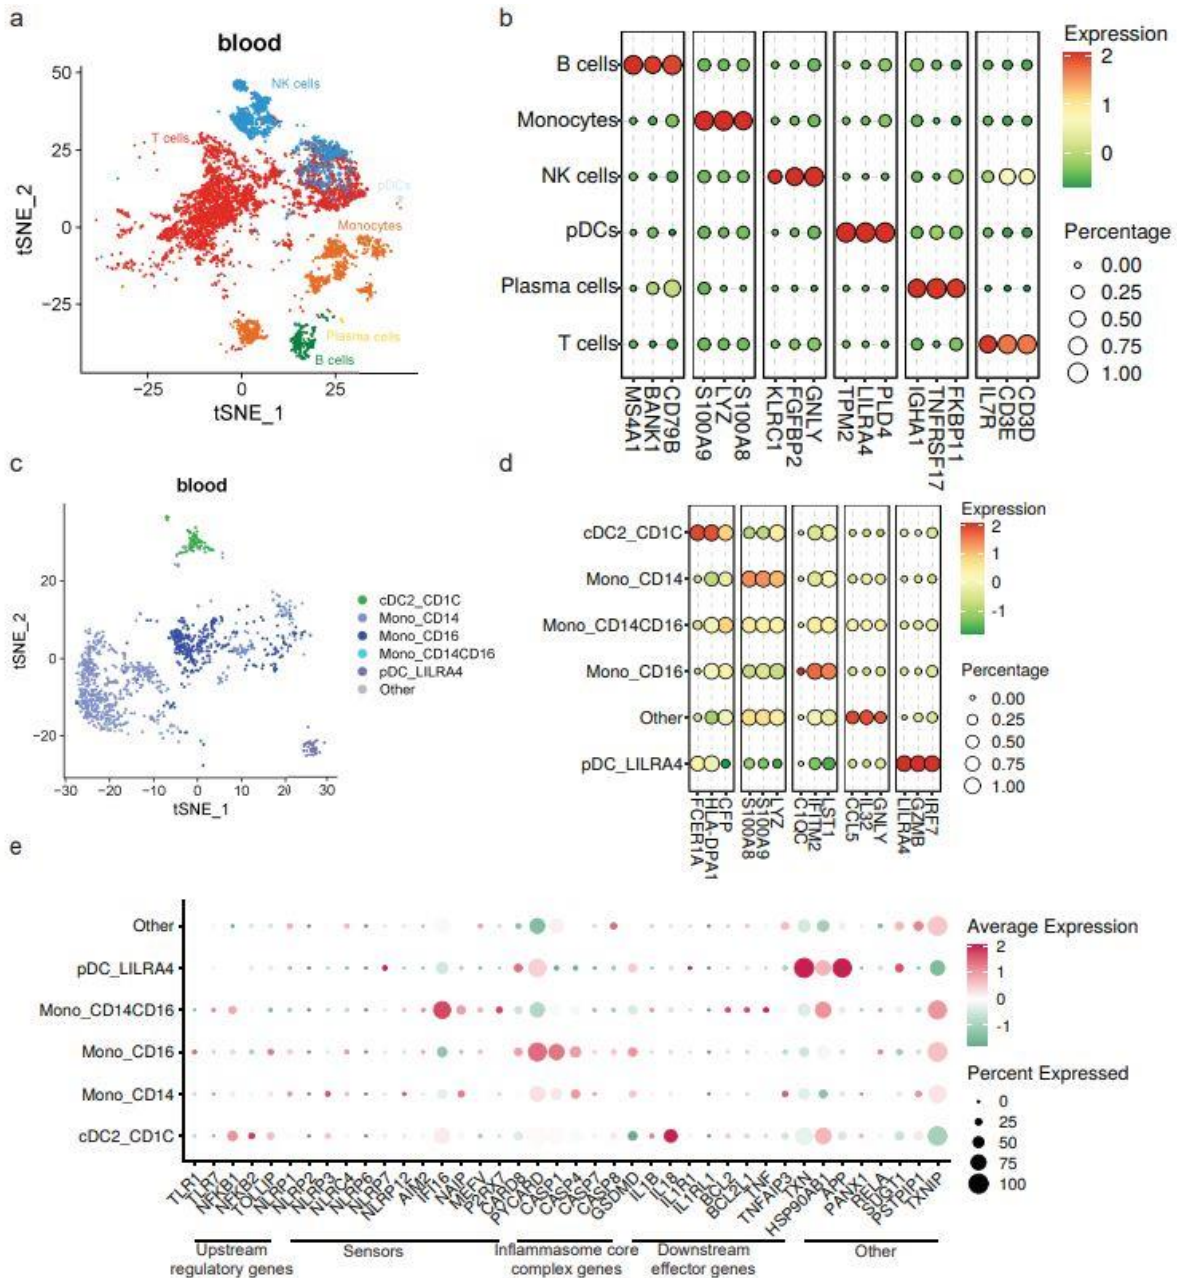 a
blood
50
25
0
−25
tSNE_2
−25
0
25
tSNE_1
NK cells
T cells
pDCs
Monocytes
Plasma cells
B cells
b
B cells
Monocytes
NK cells
pDCs
Plasma cells
T cells
MS4A1
BANK1
CD79B
S100A9
LYZ
S100A8
KLRC1
FGFBP2
GNLY
TPM2
LILRA4
PLD4
IGHA1
TNFRSF17
FKBP11
IL7R
CD3E
CD3D
Expression
2
1
0
Percentage
0.00
0.25
0.50
0.75
1.00
c
blood
20
0
−20
tSNE_2
−30
−20
−10
0
10
20
30
tSNE_1
cDC2_CD1C
Mono_CD14
Mono_CD16
Mono_CD14CD16
pDC_LILRA4
Other
d
cDC2_CD1C
Mono_CD14
Mono_CD14CD16
Mono_CD16
Other
pDC_LILRA4
FCER1A
HLA-DPA1
CFP
S100A8
S100A9
LYZ
C1QC
IFITM2
LST1
CCL5
IL32
GNLY
LILRA4
GZMB
IRF7
Expression
2
1
0
-1
Percentage
0.00
0.25
0.50
0.75
1.00
e
Other
pDC_LILRA4
Mono_CD14CD16
Mono_CD16
Mono_CD14
cDC2_CD1C
TLR1
TLR7
NFKB1
NFKB2
TOLLIP
NLRP1
NLRP2
NLRP3
NLRC4
NLRP6
NLRP7
NLRP12
AIM2
IFI16
NAIP
MEFV
P2RX7
CARD8
PYCARD
CASP1
CASP4
CASP7
CASP8
GSDMD
IL1B
IL18
IL1R1
IL1RL1
BCL2
BCL2L1
TNF
TNFAIP3
TXN
HSP90AB1
APP
PANX1
RELA
SUGT1
PSTPIP1
TXNIP
Upstream
regulatory genes
Sensors
Inflammasome core
complex genes
Downstream
effector genes
Other
Average Expression
2
1
0
-1
Percent Expressed
0
25
50
75
100